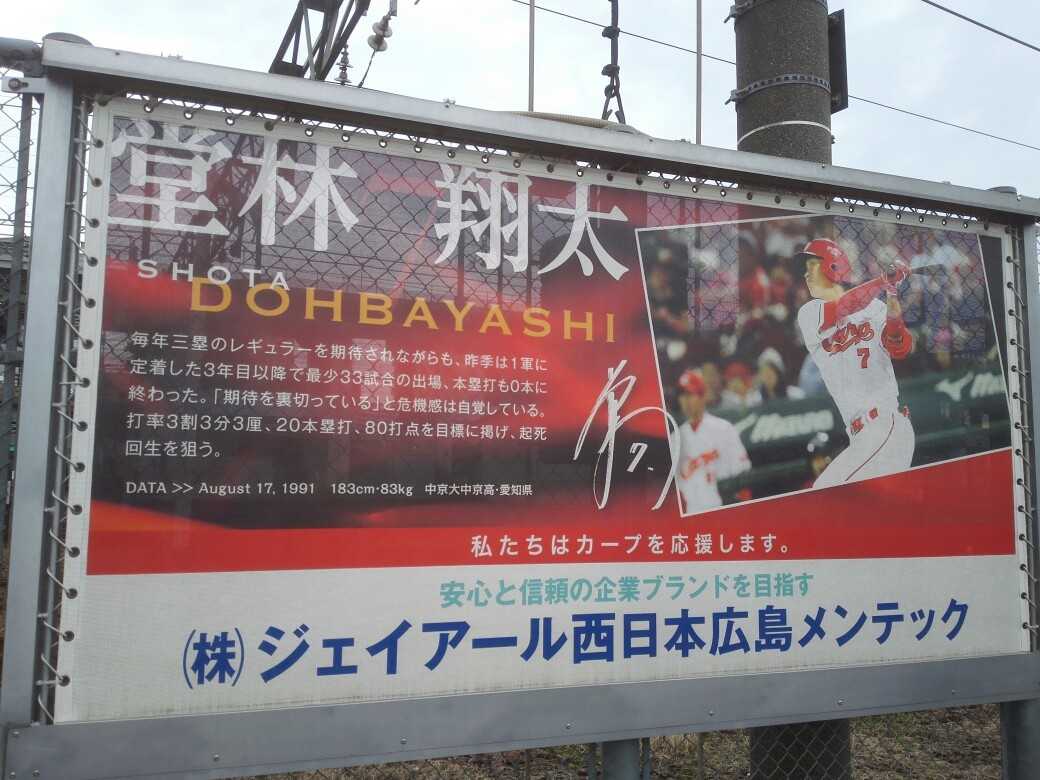 堂林 翔太
SHOTA
DOHBAYASHI
毎年三塁のレギュラーを期待されながらも、昨季は1軍に
定着した3年目以降で最少33試合の出場、本塁打も0本に
終わった。「期待を裏切っている」と危機感は自覚している。
打率3割3分3厘、20本塁打、80打点を目標に掲げ、起死
回生を狙う。
DATA >> August 17, 1991 183cm・83kg 中京大中京高・愛知県
7
私たちはカープを応援します。
安心と信頼の企業ブランドを目指す
(株)ジェイアール西日本広島メンテック